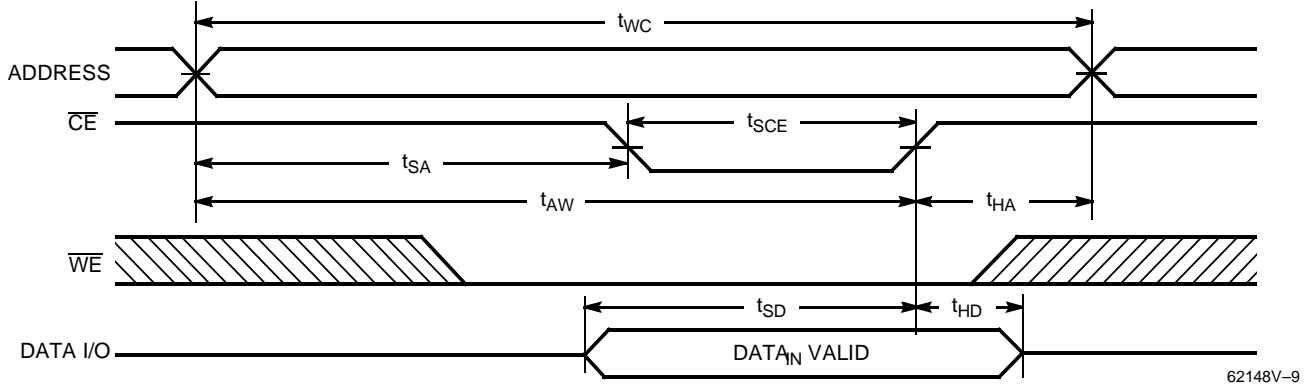 tWC
ADDRESS
CE
tSCE
tSA
tAW
tHA
WE
tSD
tHD
DATA I/O
DATAIN VALID
62148V–9